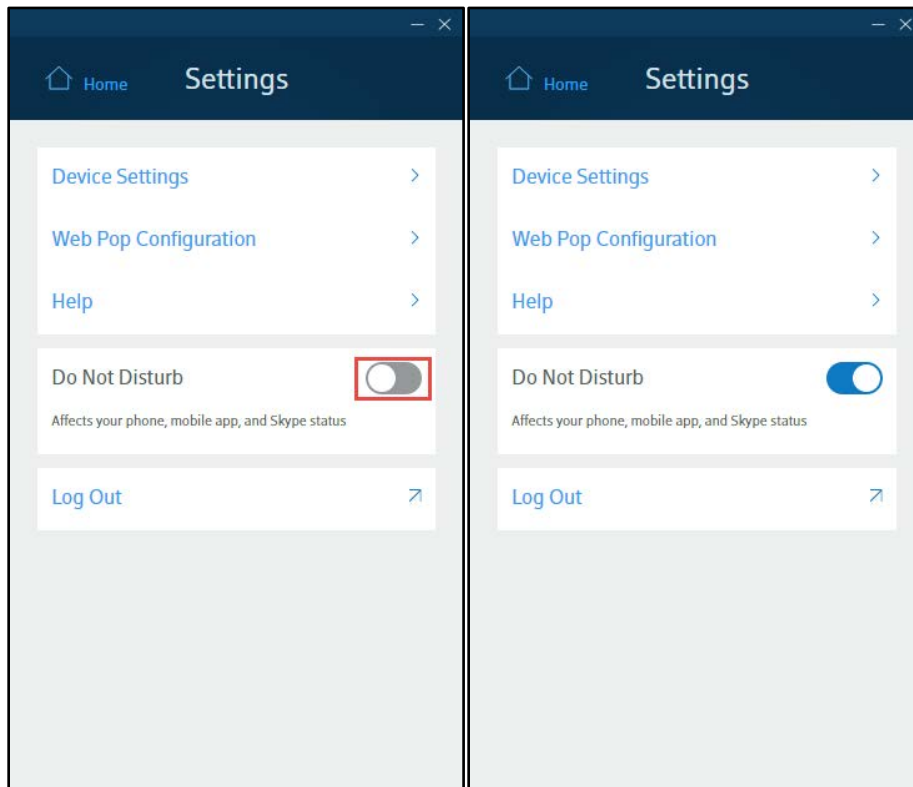 Home Settings
Device Settings
Web Pop Configuration
Help
Do Not Disturb
Affects your phone, mobile app, and Skype status
Log Out
Home Settings
Device Settings
Web Pop Configuration
Help
Do Not Disturb
Affects your phone, mobile app, and Skype status
Log Out